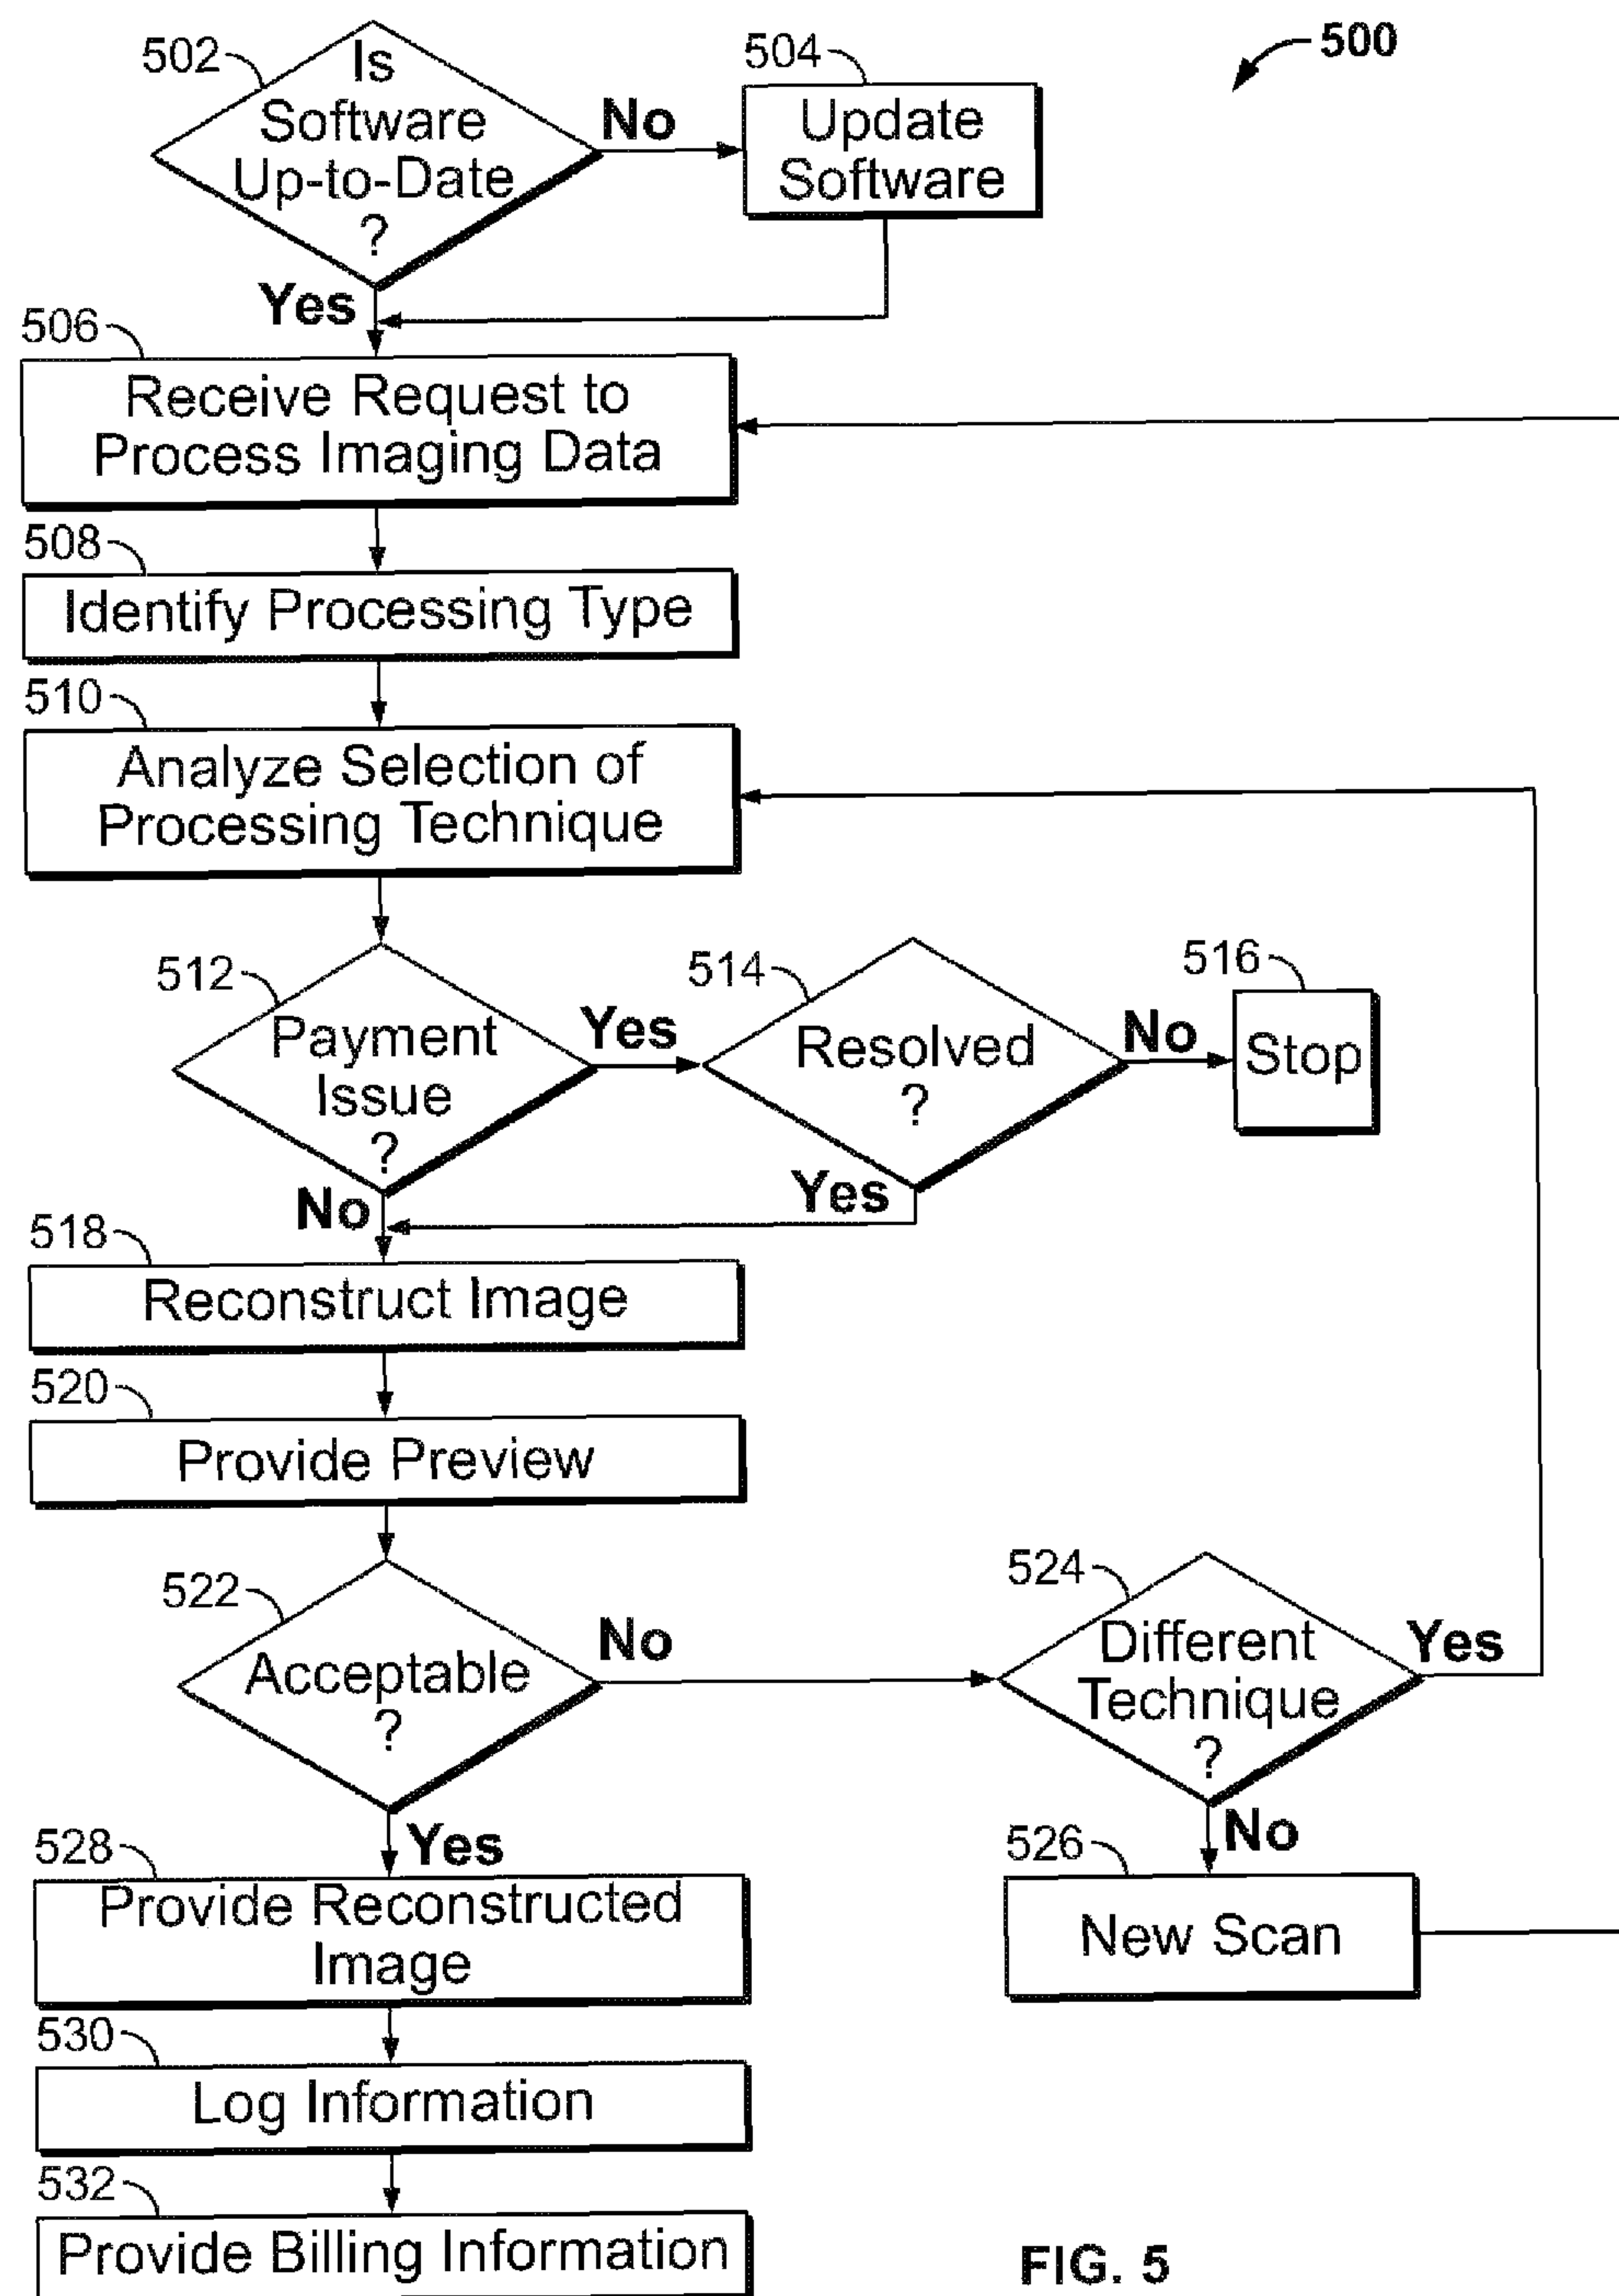 500
502
Is
Software
Up-to-Date
?
No
504
Update
Software
Yes
506
Receive Request to
Process Imaging Data
508
Identify Processing Type
510
Analyze Selection of
Processing Technique
512
Payment
Issue
?
Yes
514
Resolved
?
No
516
Stop
Yes
No
518
Reconstruct Image
520
Provide Preview
522
Acceptable
?
No
524
Different
Technique
?
Yes
No
526
New Scan
Yes
528
Provide Reconstructed
Image
530
Log Information
532
Provide Billing Information
FIG. 5